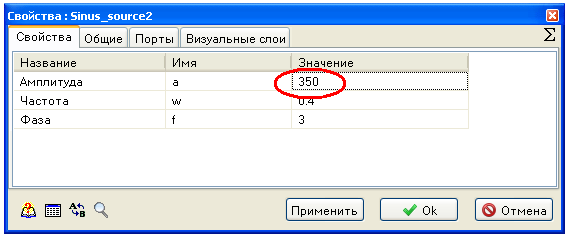 Свойства : Sinus_source2
Свойства Общие Порты Визуальные слои Σ
Название Имя Значение
Амплитуда a 350
Частота w 0.4
Фаза f 3
Применить Ok Отмена